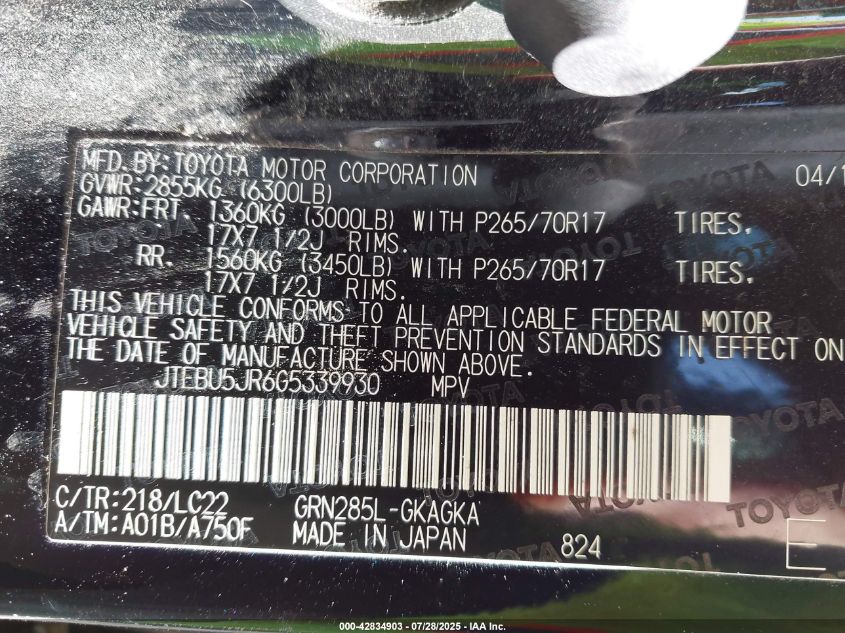 MFD.BY:TOYOTA MOTOR CORPORATION 04/1
GVWR:2855KG (6300LB)
GAWR:FRT. 1360KG (3000LB) WITH P265/70R17 TIRES.
17X7 1/2J RIMS.
RR. 1560KG (3450LB) WITH P265/70R17 TIRES.
17X7 1/2J RIMS.
THIS VEHICLE CONFORMS TO ALL APPLICABLE FEDERAL MOTOR
VEHICLE SAFETY AND THEFT PREVENTION STANDARDS IN EFFECT ON
THE DATE OF MANUFACTURE SHOWN ABOVE.
JTEBU5JR6G5339930 MPV
C/TR:218/LC22 GRN285L-GKAGKA
A/TM:A01B/A750F MADE IN JAPAN 824 E
TOYOTA
000-42834903 / 07/28/2025 - IAA Inc.